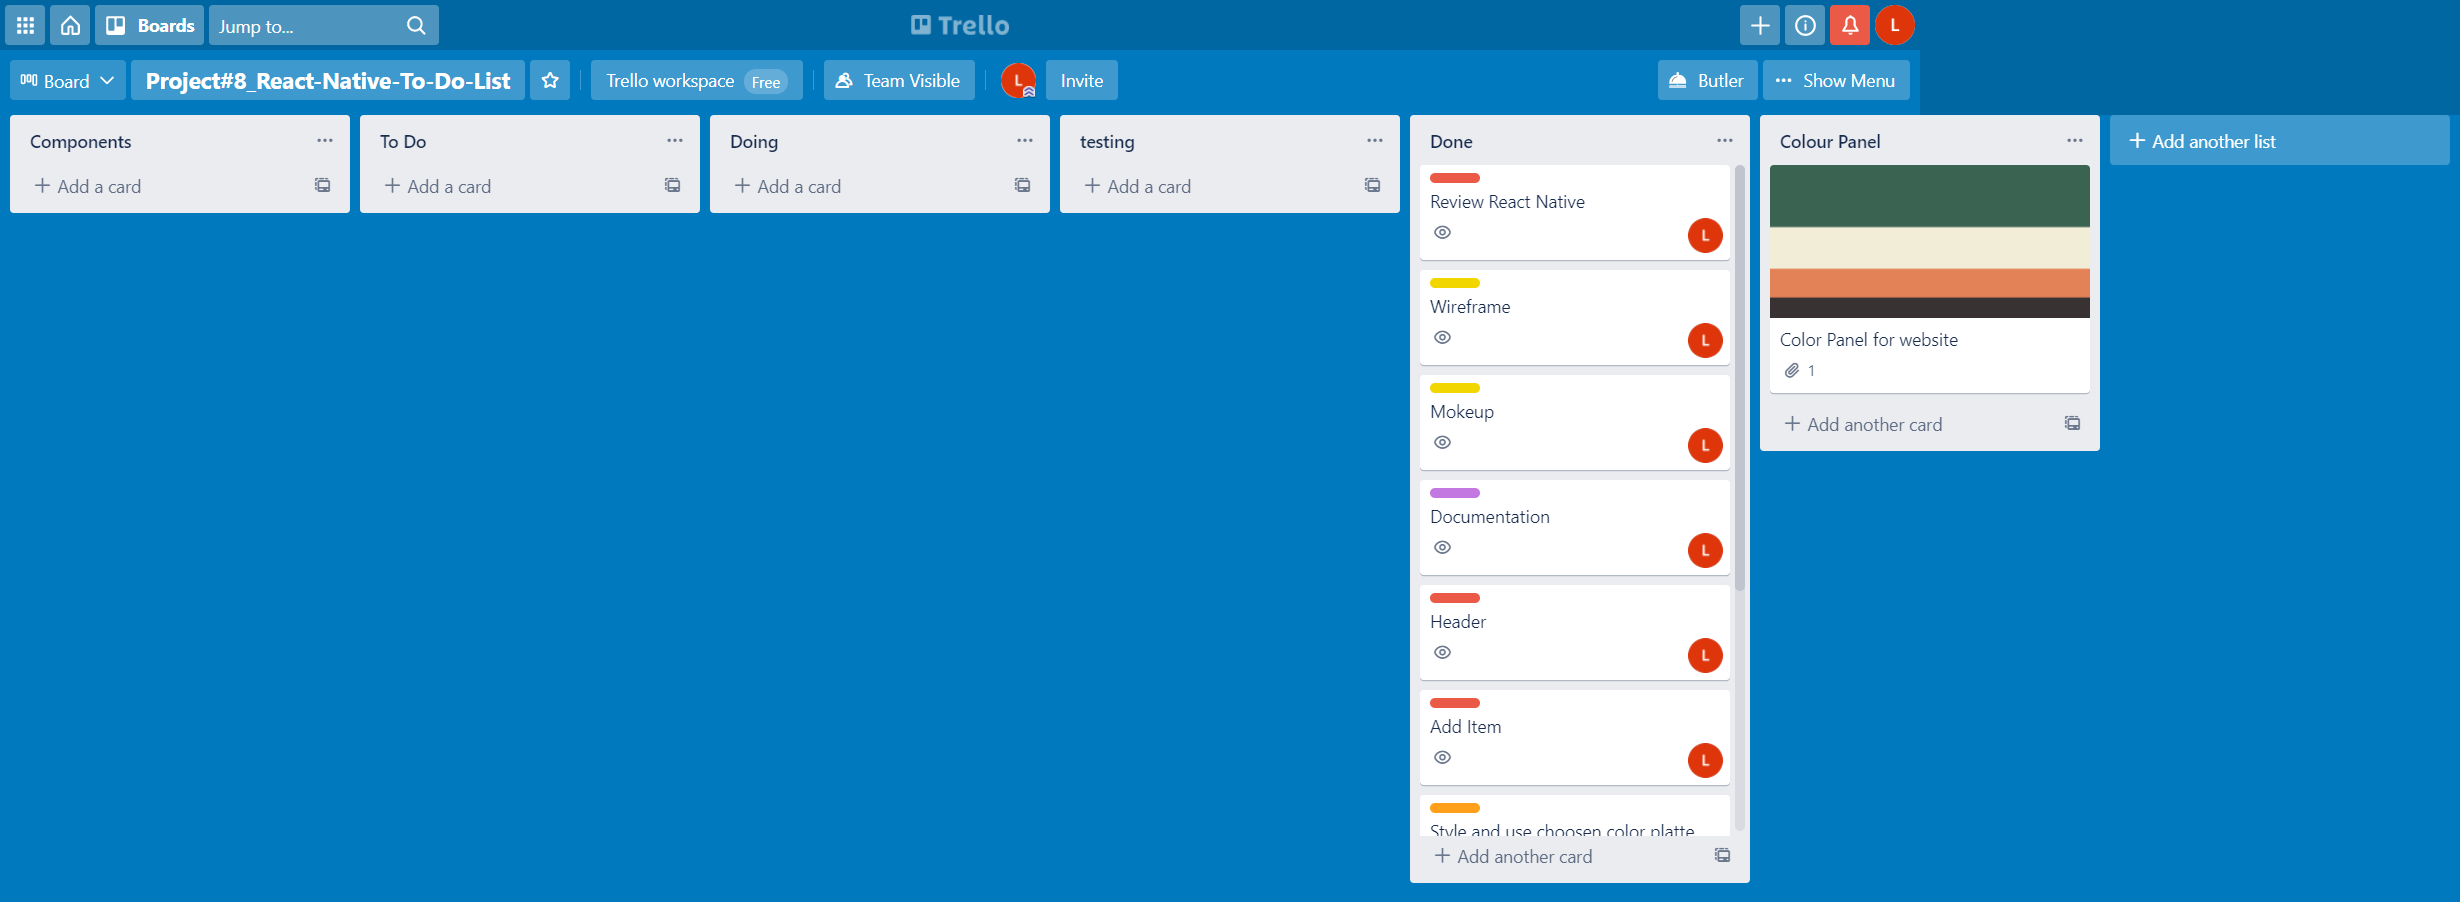 Boards
Jump to...
Trello
L
Board
Project#8_React-Native-To-Do-List
Trello workspace Free
Team Visible
L
Invite
Butler
Show Menu
Components
Add a card
To Do
Add a card
Doing
Add a card
testing
Add a card
Done
Review React Native
L
Wireframe
L
Mokeup
L
Documentation
L
Header
L
Add Item
L
Style and use choosen color platte
Add another card
Colour Panel
Color Panel for website
1
Add another card
Add another list